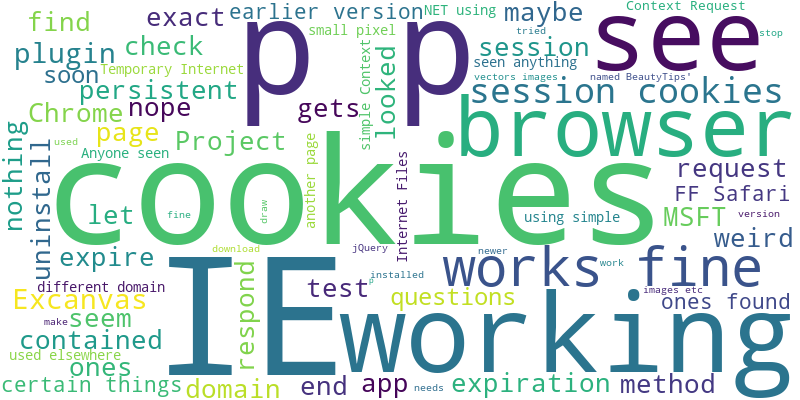 find
exact
earlier version
NET using
maybe
Context Request
plugin
check
small pixel
session
tried
stop
soon
Temporary Internet
p
p
see
seen anything
persistent
looked
simple Context
vectors images
named BeautyTips'
session cookies
Chrome
nope
gets
browser
page
Project
nothing
uninstall
used
Anyone seen
cookies
another page
Internet Files
request
FF Safari
let
fine
draw
using simple
MSFT
version
expire
download
jQuery
newer
works fine
weird
different domain
IE
respond
test
p
installed
work
images etc
Excanvas
questions
ones found
make
seem
working
contained
used elsewhere
ones
certain things
domain
end
app
needs
expiration
method